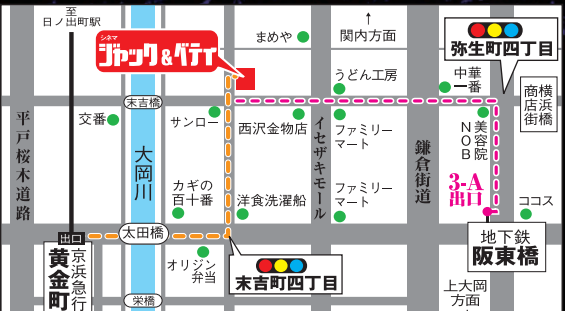 至
日ノ出町駅
まめや
↑
関内方面
シネマ
ジャック&ベティ
弥生町四丁目
うどん工房
中華
一番
横浜橋
商店街
末吉橋
交番
サンロー
西沢金物店
ファミリー
マート
イセザキモール
鎌倉街道
美容院
NOB
平戸桜木道路
大岡川
カギの
百十番
洋食洗濯船
ファミリー
マート
3-A
出口
ココス
太田橋
出口
京浜急行
黄金町
オリジン
弁当
末吉町四丁目
地下鉄
阪東橋
上大岡
方面
栄橋